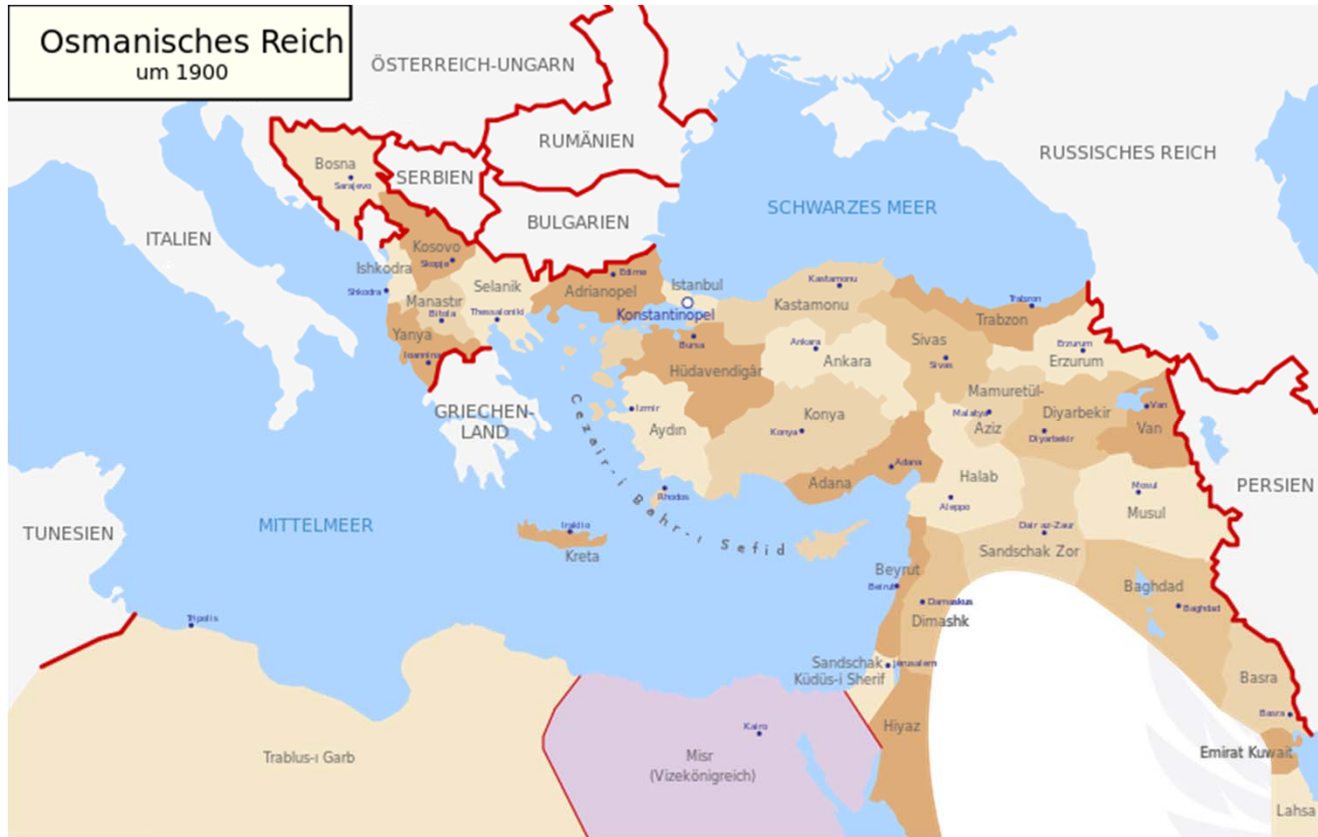 Osmanisches Reich
um 1900
ÖSTERREICH-UNGARN
RUMÄNIEN
RUSSISCHES REICH
Bosna
Sarajevo
SERBIEN
SCHWARZES MEER
BULGARIEN
ITALIEN
Kosovo
Skopje
Ishkodra
Shkodra
Selanik
Edirne
Adrianopel
Istanbul
Konstantinopel
Kastamonu
Kastamonu
Trabzon
Trabzon
Manastır
Bitola
Thessaloniki
Yanya
Ioannina
Bursa
Hüdavendigâr
Ankara
Ankara
Sivas
Sivas
Erzurum
Erzurum
GRIECHEN-
LAND
Izmir
Aydın
Konya
Konya
Mamuretül-
Aziz
Malatya
Diyarbekir
Diyarbekir
Van
Van
Cezair-i Bahr-ı Sefid
Rhodos
Adana
Adana
Halab
Aleppo
Mosul
Musul
PERSIEN
TUNESIEN
MITTELMEER
Iraklio
Kreta
Dair az-Zaur
Sandschak Zor
Beyrut
Beirut
Damaskus
Dimashk
Baghdad
Baghdad
Tripolis
Sandschak
Küdüs-i Sherif
Jerusalem
Basra
Basra
Hiyaz
Kairo
Misr
(Vizekönigreich)
Trablus-ı Garb
Emirat Kuwait
Lahsa